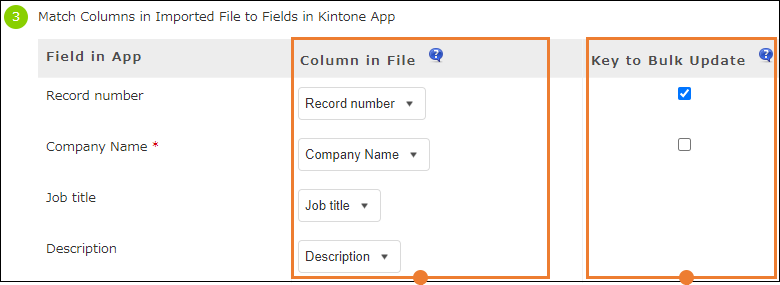 3 Match Columns in Imported File to Fields in Kintone App
Field in App Column in File ? Key to Bulk Update ?
Record number Record number
Company Name * Company Name
Job title Job title
Description Description